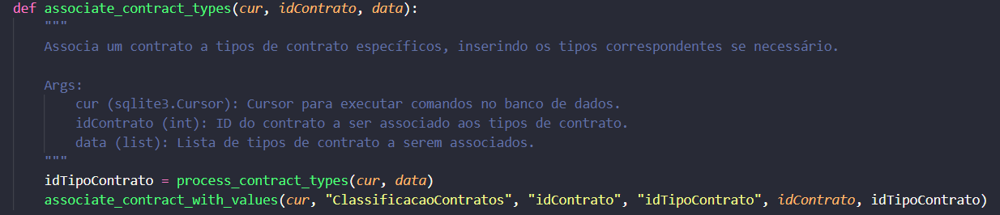 def associate_contract_types(cur, idContrato, data):
    """
    Associa um contrato a tipos de contrato específicos, inserindo os tipos correspondentes se necessário.

    Args:
        cur (sqlite3.Cursor): Cursor para executar comandos no banco de dados.
        idContrato (int): ID do contrato a ser associado aos tipos de contrato.
        data (list): Lista de tipos de contrato a serem associados.
    """
    idTipoContrato = process_contract_types(cur, data)
    associate_contract_with_values(cur, "ClassificacaoContratos", "idContrato", "idTipoContrato", idContrato, idTipoContrato)